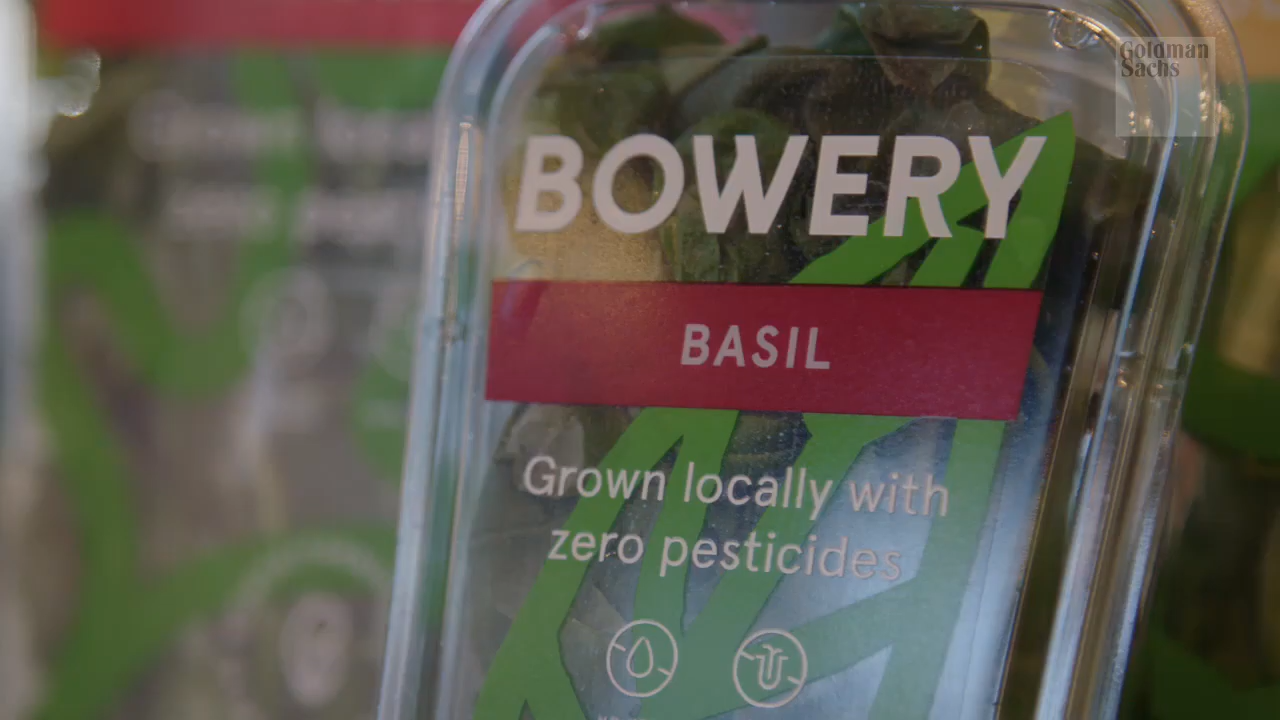 Goldman
Sachs
BOWERY
BASIL
Grown locally with
zero pesticides